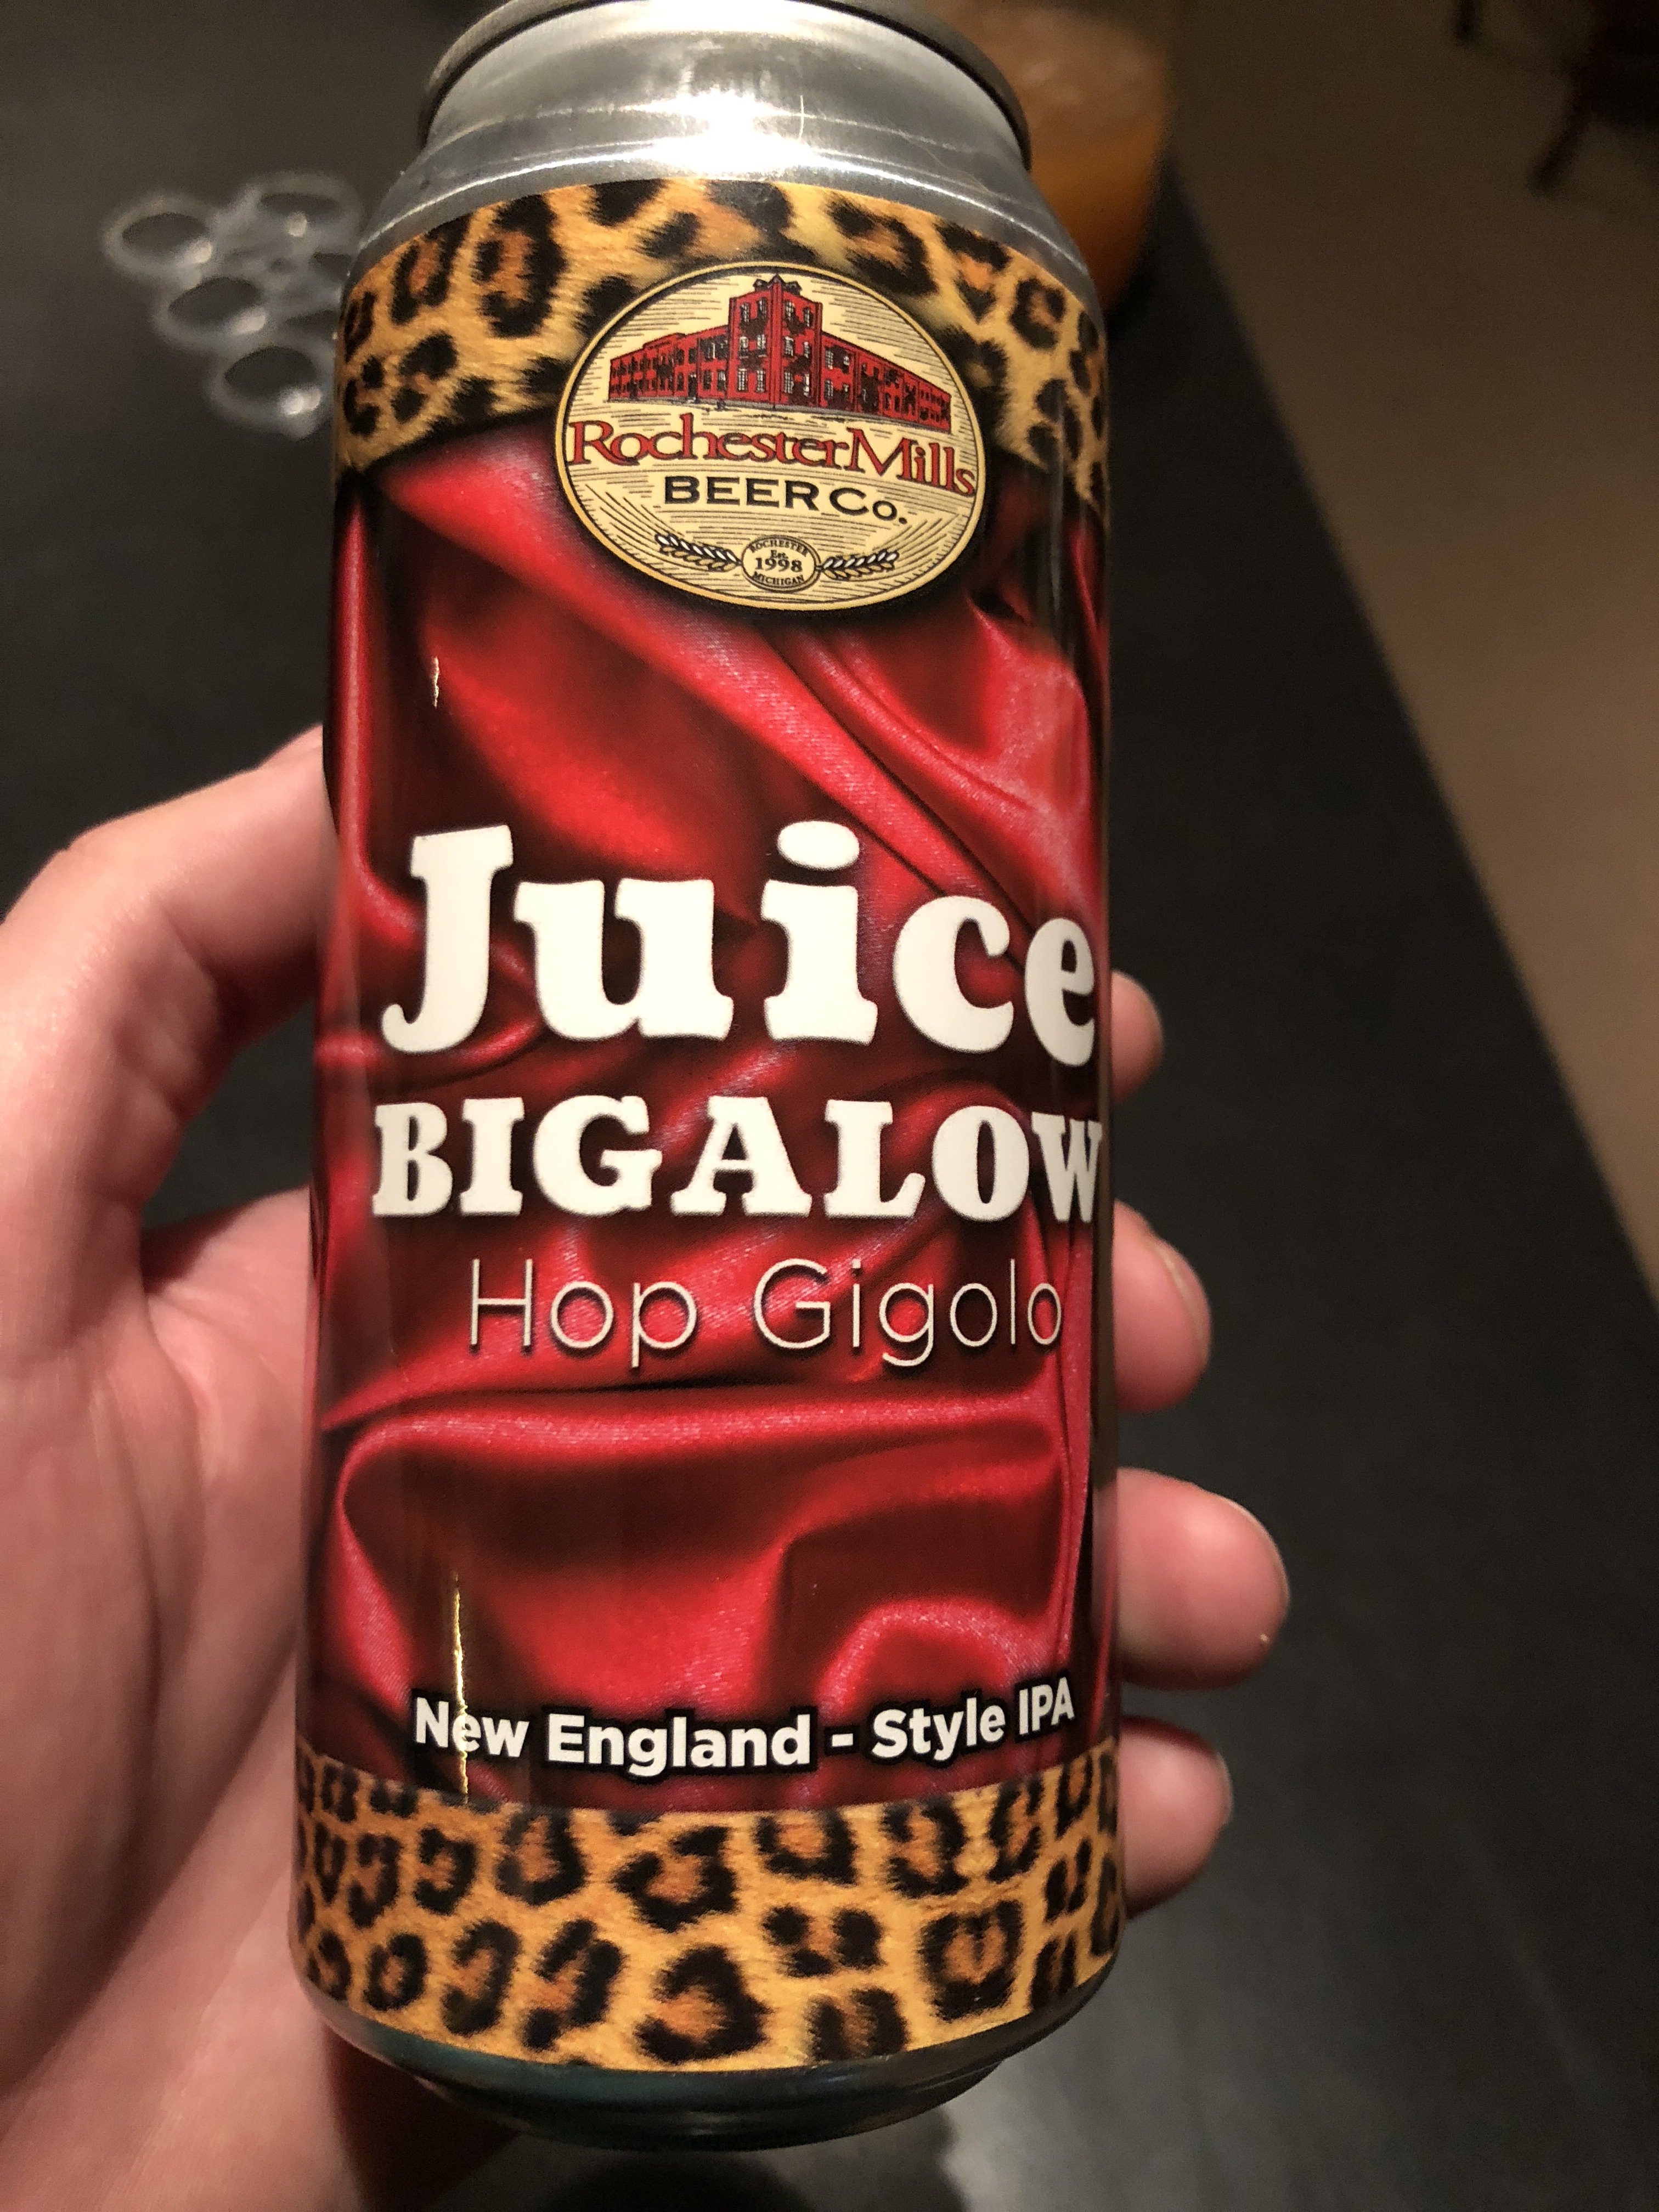 RochesterMills
BEER Co.
ROCHESTER
Est.
1998
MICHIGAN
Juice
BIGALOW
Hop Gigolo
New England - Style IPA